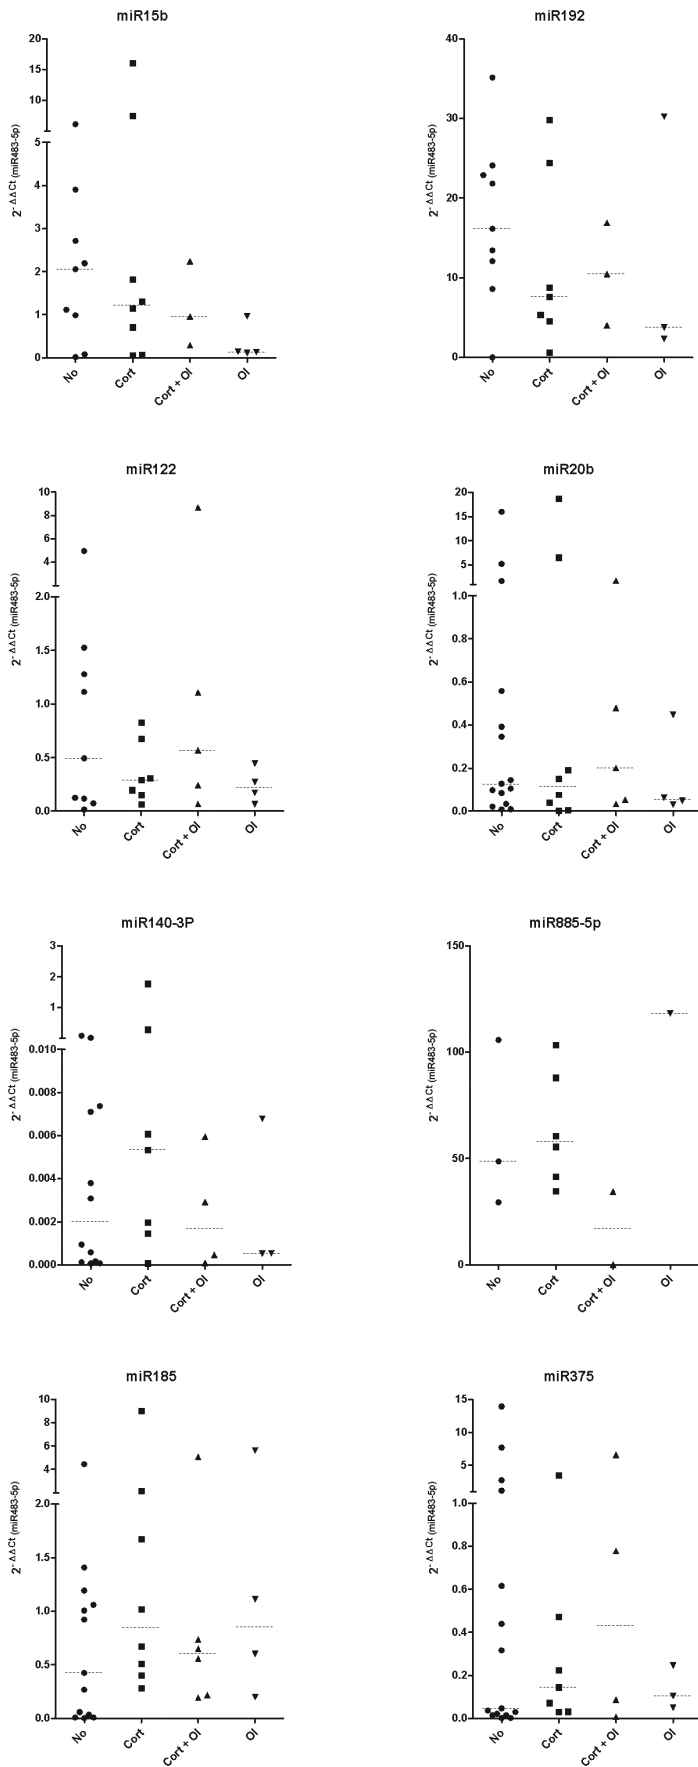 miR15b
20
15
10
5
4
3
2
1
0
2^-ΔΔCt (miR483-5p)
No
Cort
Cort + OI
OI
miR192
40
30
20
10
0
2^-ΔΔCt (miR483-5p)
No
Cort
Cort + OI
OI
miR122
10
8
6
4
2.0
1.5
1.0
0.5
0.0
2^-ΔΔCt (miR483-5p)
No
Cort
Cort + OI
OI
miR20b
20
15
10
5
1.0
0.8
0.6
0.4
0.2
0.0
2^-ΔΔCt (miR483-5p)
No
Cort
Cort + OI
OI
miR140-3P
3
2
1
0.010
0.008
0.006
0.004
0.002
0.000
2^-ΔΔCt (miR483-5p)
No
Cort
Cort + OI
OI
miR885-5p
150
100
50
0
2^-ΔΔCt (miR483-5p)
No
Cort
Cort + OI
OI
miR185
10
8
6
4
2.0
1.5
1.0
0.5
0.0
2^-ΔΔCt (miR483-5p)
No
Cort
Cort + OI
OI
miR375
15
10
5
1.0
0.8
0.6
0.4
0.2
0.0
2^-ΔΔCt (miR483-5p)
No
Cort
Cort + OI
OI